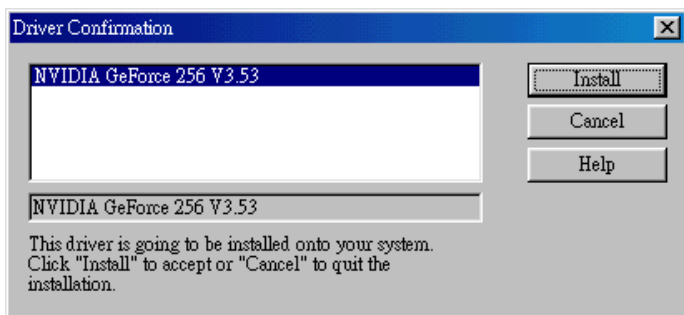 Driver Confirmation
NVIDIA GeForce 256 V3.53
Install
Cancel
Help
NVIDIA GeForce 256 V3.53
This driver is going to be installed onto your system.
Click "Install" to accept or "Cancel" to quit the
installation.